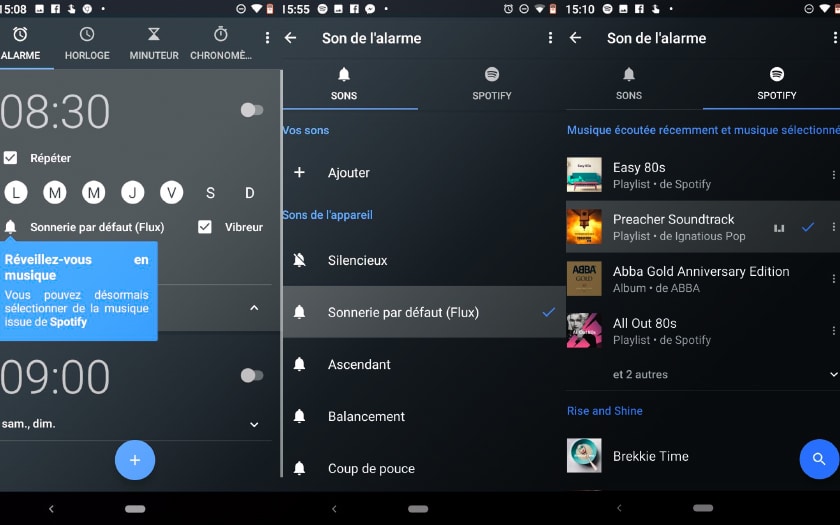 15:08
ALARME
HORLOGE
MINUTEUR
CHRONOMÈ...
08:30
Répéter
L M M J V S D
Sonnerie par défaut (Flux)
Vibreur
Réveillez-vous en
musique
Vous pouvez désormais
sélectionner de la musique
issue de Spotify
09:00
sam., dim.
+
15:55
Son de l'alarme
SONS
SPOTIFY
Vos sons
Ajouter
Sons de l'appareil
Silencieux
Sonnerie par défaut (Flux)
Ascendant
Balancement
Coup de pouce
15:10
Son de l'alarme
SONS
SPOTIFY
Musique écoutée récemment et musique sélectionné
Easy 80s
Playlist • de Spotify
Preacher Soundtrack
Playlist • de Ignatious Pop
ABBA
GOLD
Abba Gold Anniversary Edition
Album • de ABBA
All Out 80s
Playlist • de Spotify
et 2 autres
Rise and Shine
Brekkie Time